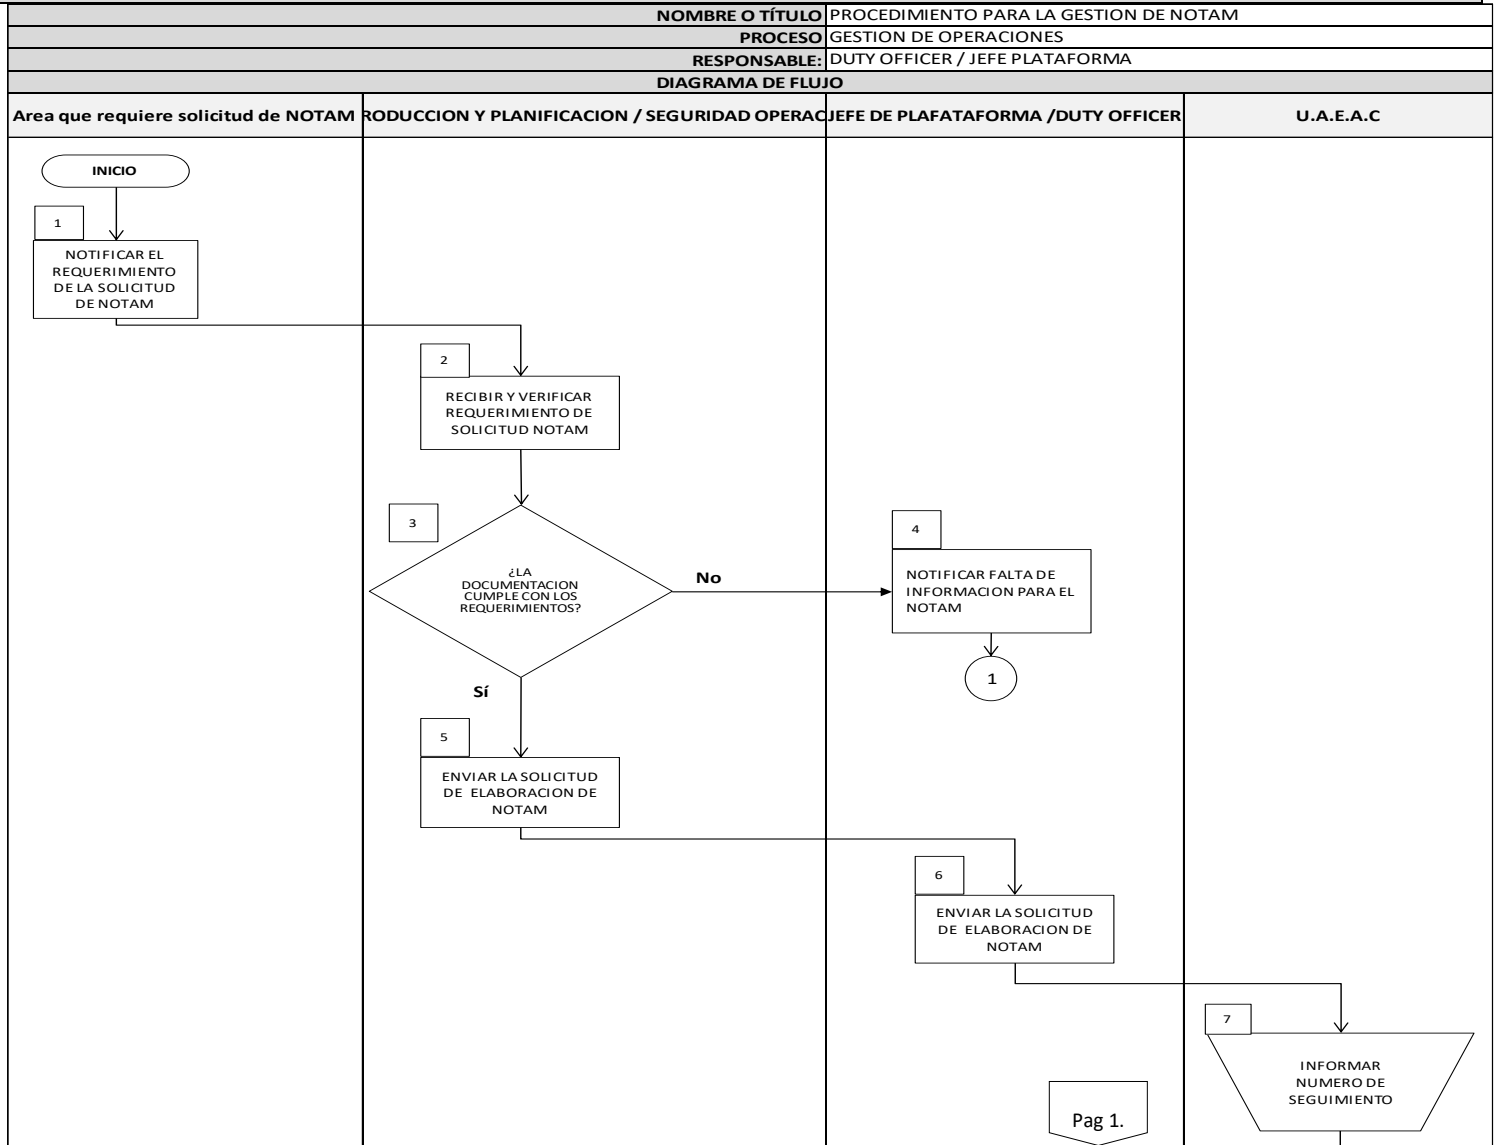 NOMBRE O TÍTULO PROCEDIMIENTO PARA LA GESTION DE NOTAM
PROCESO GESTION DE OPERACIONES
RESPONSABLE: DUTY OFFICER / JEFE PLATAFORMA
DIAGRAMA DE FLUJO
Area que requiere solicitud de NOTAM RODUCCION Y PLANIFICACION / SEGURIDAD OPERAC JEFE DE PLAFATAFORMA /DUTY OFFICER U.A.E.A.C
INICIO
1
NOTIFICAR EL
REQUERIMIENTO
DE LA SOLICITUD
DE NOTAM
2
RECIBIR Y VERIFICAR
REQUERIMIENTO DE
SOLICITUD NOTAM
3
¿LA
DOCUMENTACION
CUMPLE CON LOS
REQUERIMIENTOS?
No
4
NOTIFICAR FALTA DE
INFORMACION PARA EL
NOTAM
1
Sí
5
ENVIAR LA SOLICITUD
DE ELABORACION DE
NOTAM
6
ENVIAR LA SOLICITUD
DE ELABORACION DE
NOTAM
7
INFORMAR
NUMERO DE
SEGUIMIENTO
Pag 1.